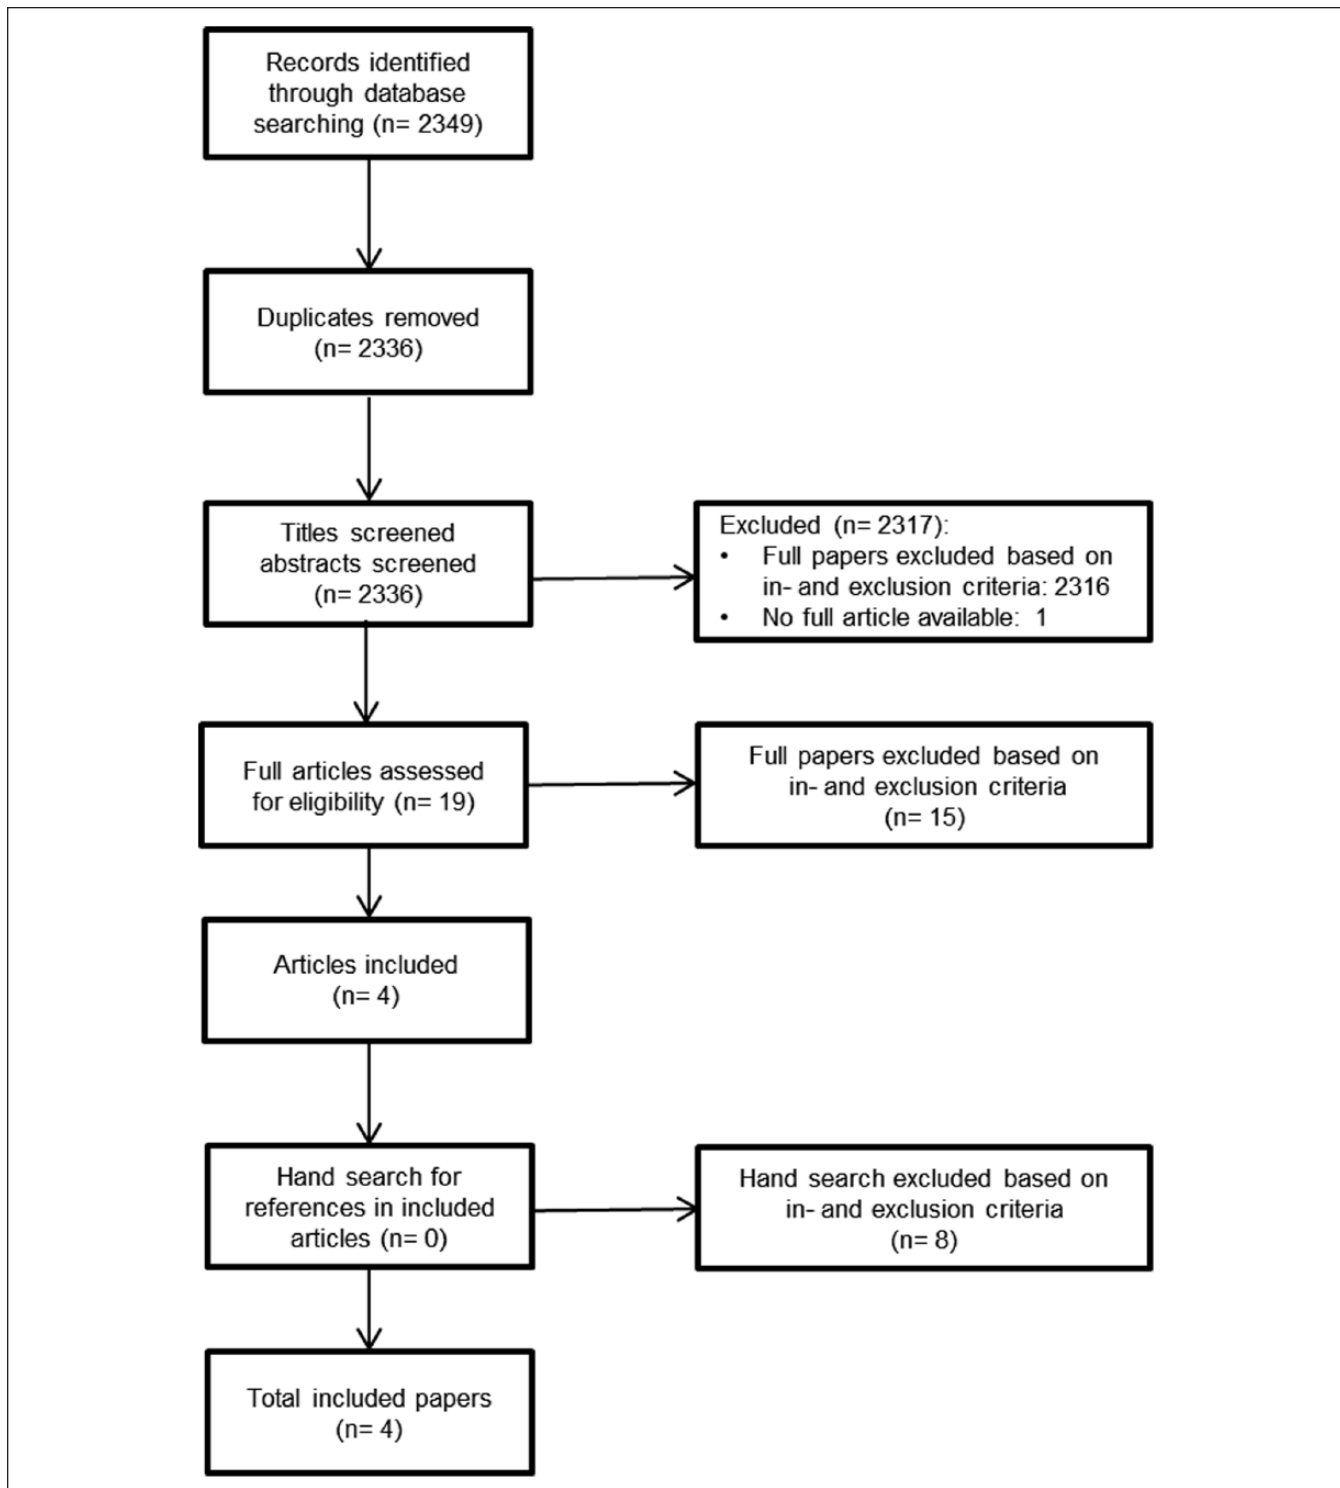 Records identified
through database
searching (n= 2349)
Duplicates removed
(n= 2336)
Titles screened
abstracts screened
(n= 2336)
Excluded (n= 2317):
• Full papers excluded based on
in- and exclusion criteria: 2316
• No full article available: 1
Full articles assessed
for eligibility (n= 19)
Full papers excluded based on
in- and exclusion criteria
(n= 15)
Articles included
(n= 4)
Hand search for
references in included
articles (n= 0)
Hand search excluded based on
in- and exclusion criteria
(n= 8)
Total included papers
(n= 4)